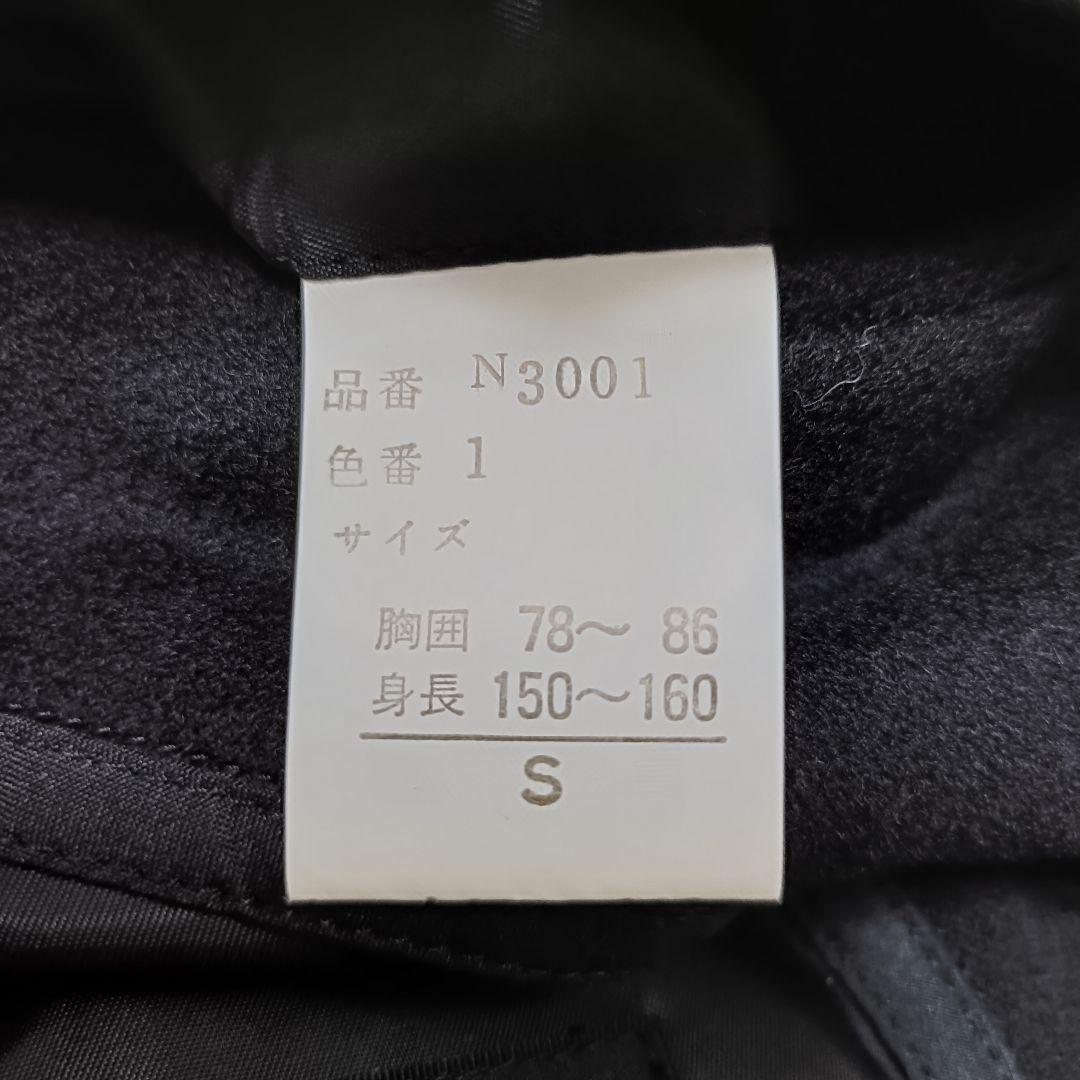 品番 N3001
色番 1
サイズ
胸囲 78～ 86
身長 150～160
S